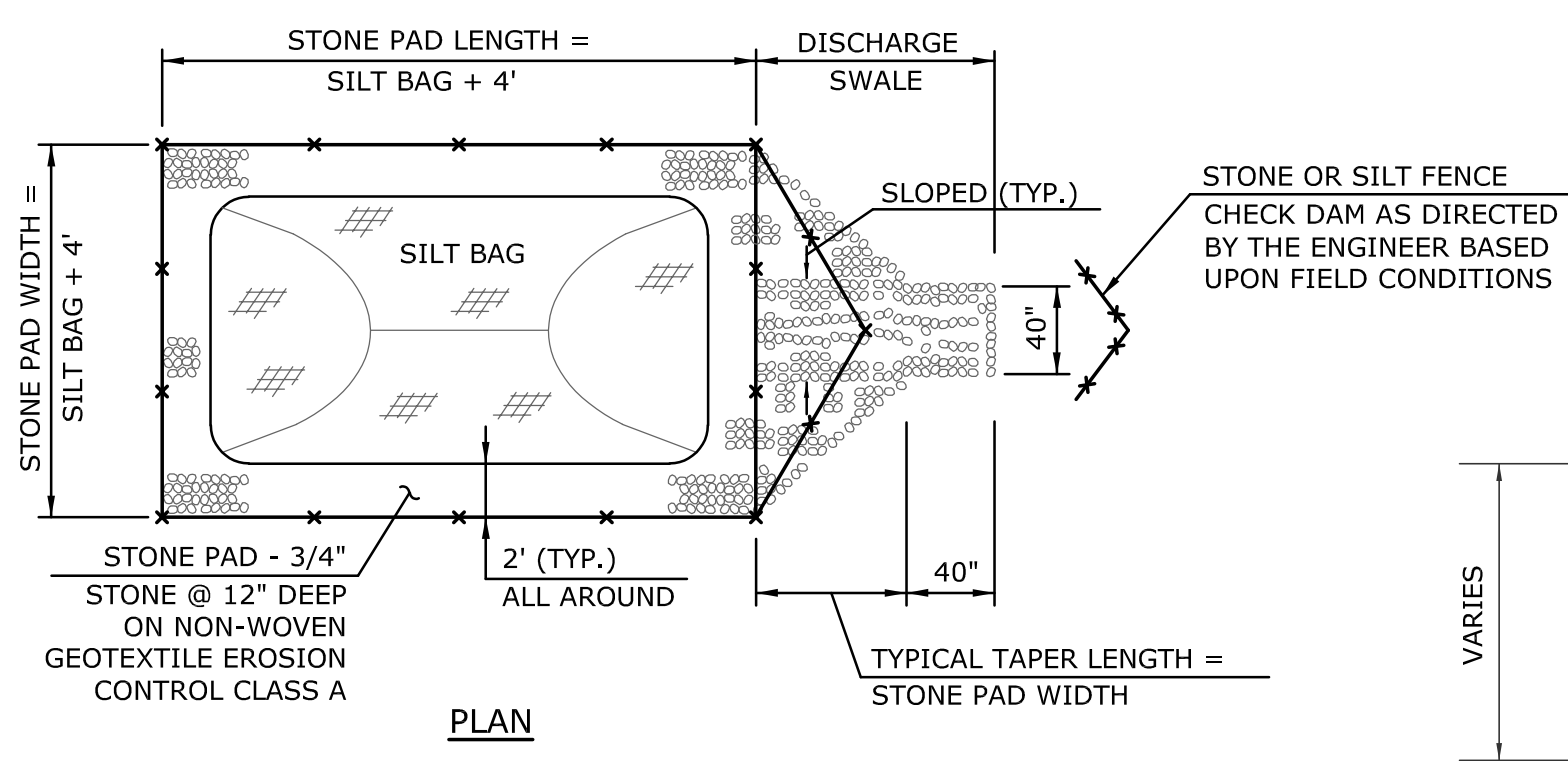 STONE PAD LENGTH =
SILT BAG + 4'
DISCHARGE
SWALE
STONE PAD WIDTH =
SILT BAG + 4'
SILT BAG
SLOPED (TYP.)
STONE OR SILT FENCE
CHECK DAM AS DIRECTED
BY THE ENGINEER BASED
UPON FIELD CONDITIONS
40"
STONE PAD - 3/4"
STONE @ 12" DEEP
ON NON-WOVEN
GEOTEXTILE EROSION
CONTROL CLASS A
2' (TYP.)
ALL AROUND
40"
TYPICAL TAPER LENGTH =
STONE PAD WIDTH
VARIES
PLAN